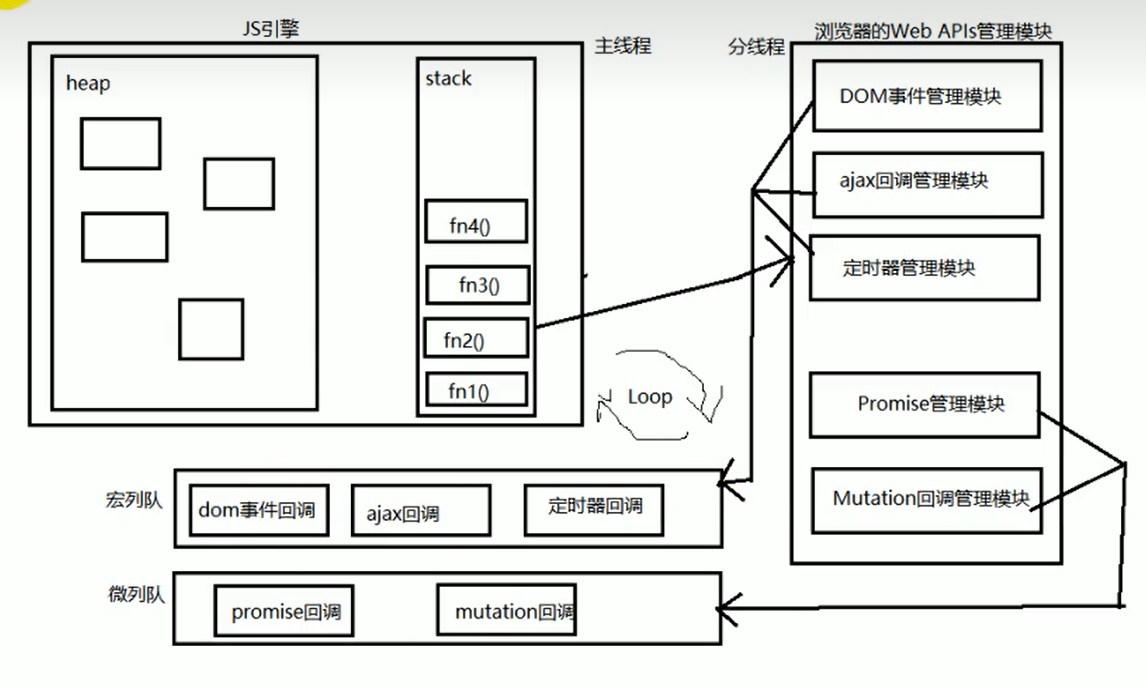 JS引擎
主线程
分线程
浏览器的Web APIs管理模块
heap
stack
fn4()
fn3()
fn2()
fn1()
DOM事件管理模块
ajax回调管理模块
定时器管理模块
Promise管理模块
Mutation回调管理模块
Loop
宏列队
dom事件回调
ajax回调
定时器回调
微列队
promise回调
mutation回调